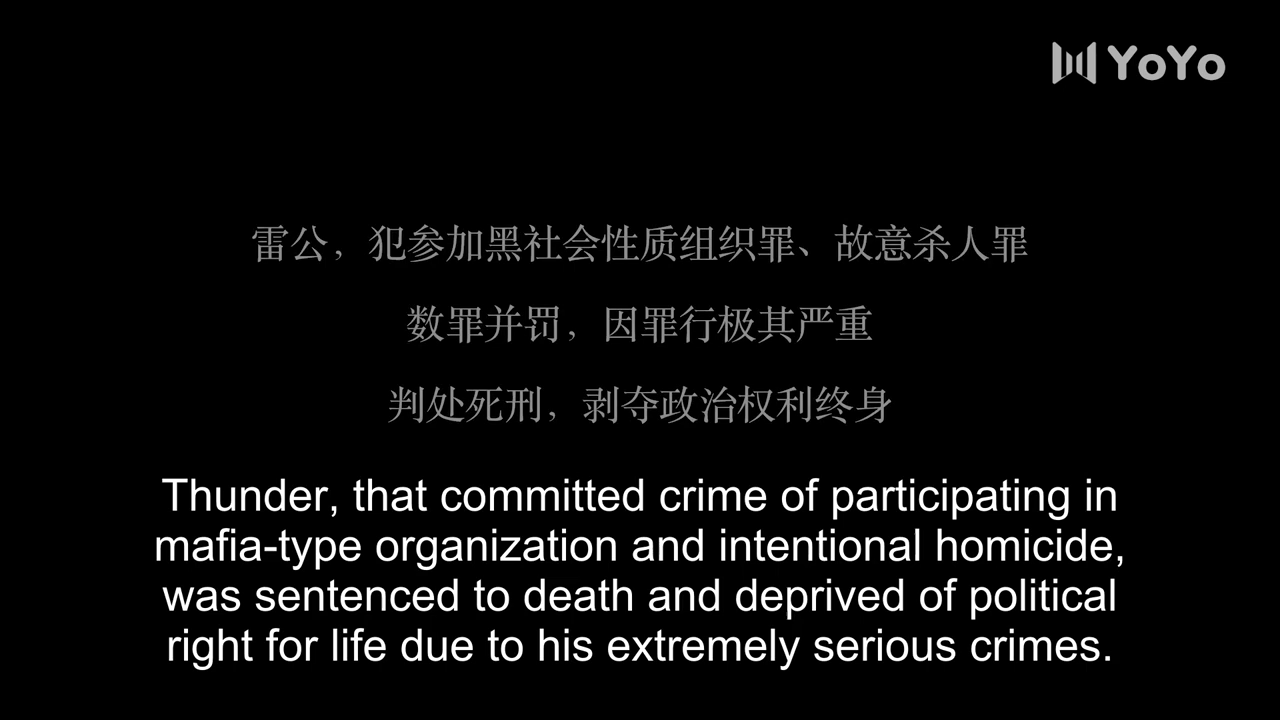 YoYo
雷公，犯参加黑社会性质组织罪、故意杀人罪
数罪并罚，因罪行极其严重
判处死刑，剥夺政治权利终身
Thunder, that committed crime of participating in
mafia-type organization and intentional homicide,
was sentenced to death and deprived of political
right for life due to his extremely serious crimes.